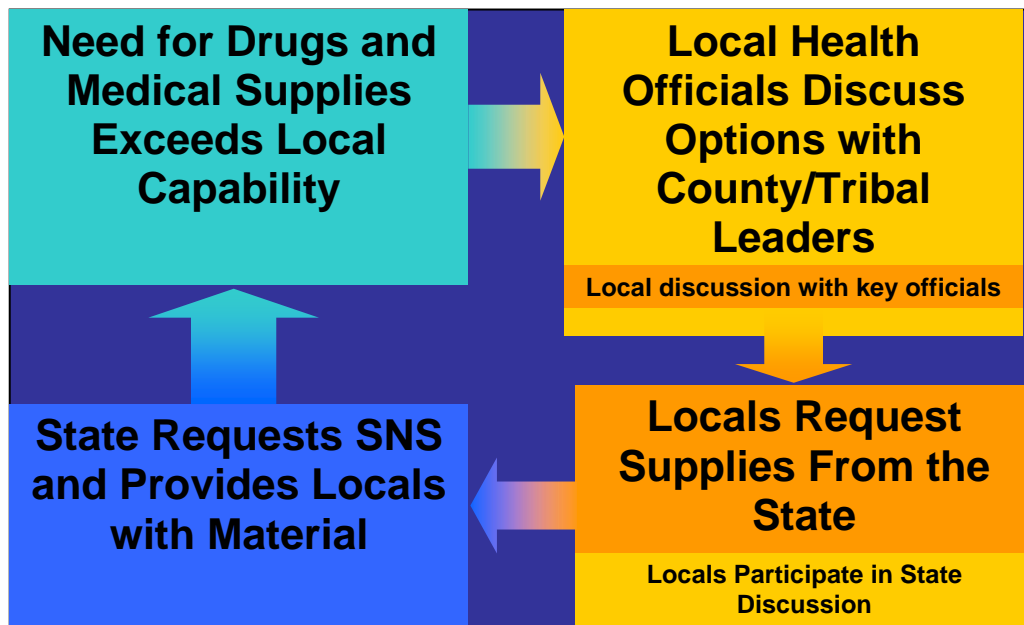 Need for Drugs and
Medical Supplies
Exceeds Local
Capability
Local Health
Officials Discuss
Options with
County/Tribal
Leaders
Local discussion with key officials
Locals Request
Supplies From the
State
Locals Participate in State
Discussion
State Requests SNS
and Provides Locals
with Material